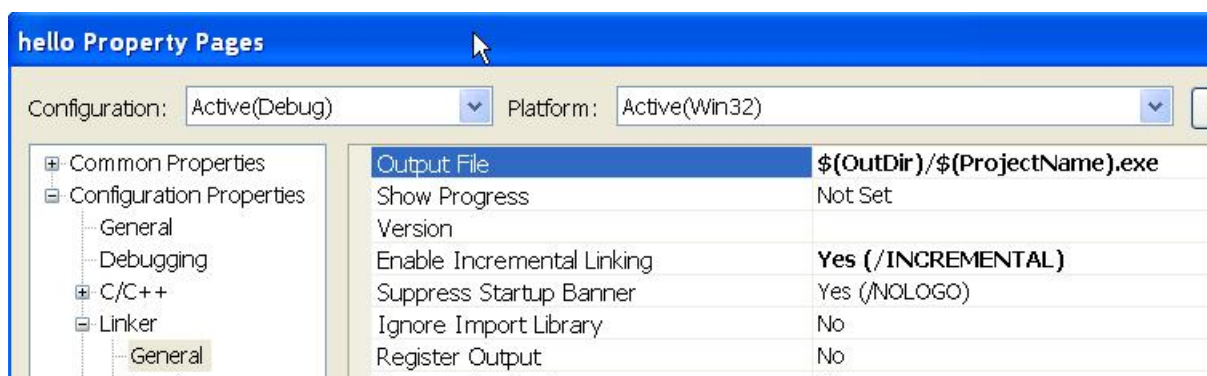 hello Property Pages
Configuration: Active(Debug) Platform: Active(Win32)
Common Properties
Configuration Properties
General
Debugging
C/C++
Linker
General
Output File $(OutDir)/$(ProjectName).exe
Show Progress Not Set
Version
Enable Incremental Linking Yes (/INCREMENTAL)
Suppress Startup Banner Yes (/NOLOGO)
Ignore Import Library No
Register Output No